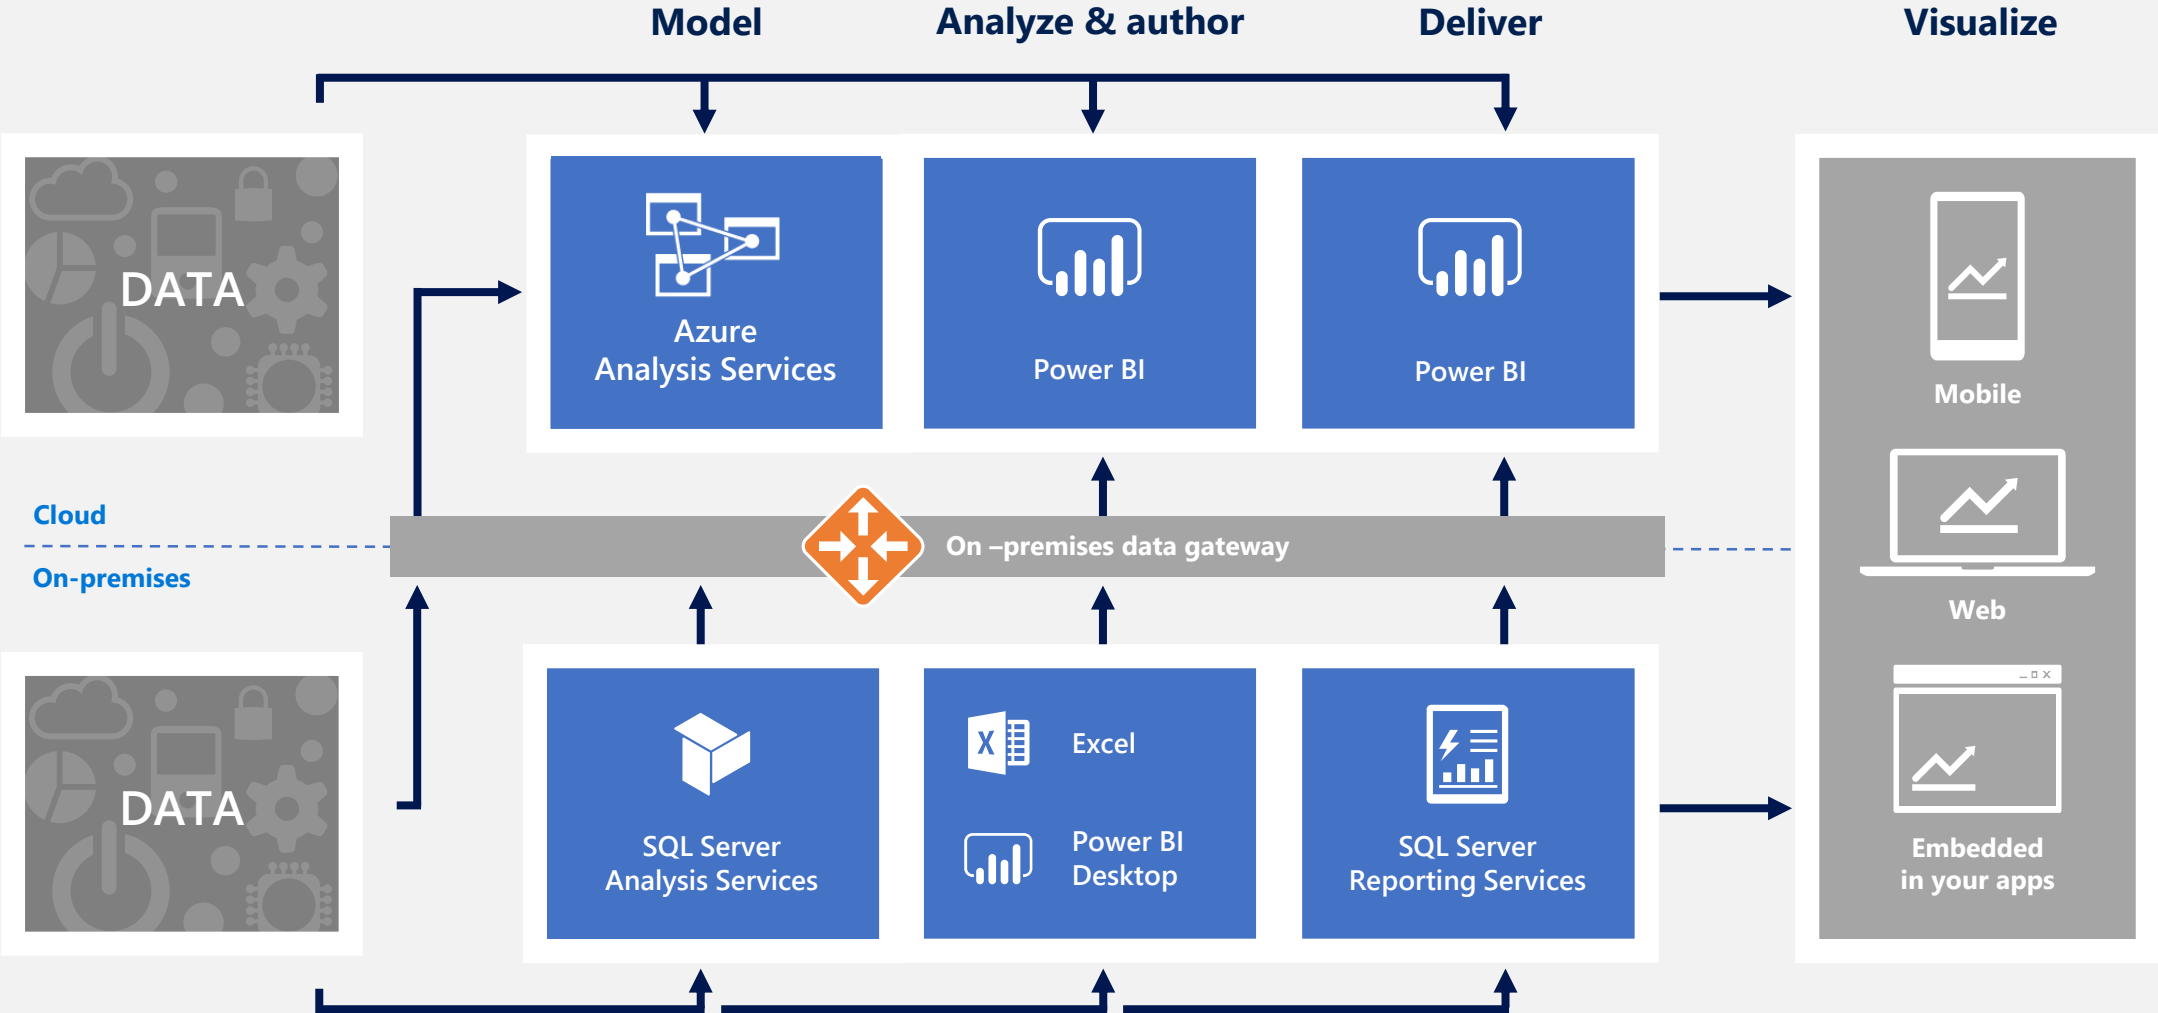 Model
Analyze & author
Deliver
Visualize
DATA
Azure
Analysis Services
Power BI
Power BI
Mobile
Cloud
On-premises
On –premises data gateway
Web
DATA
SQL Server
Analysis Services
X
Excel
Power BI
Desktop
SQL Server
Reporting Services
Embedded
in your apps